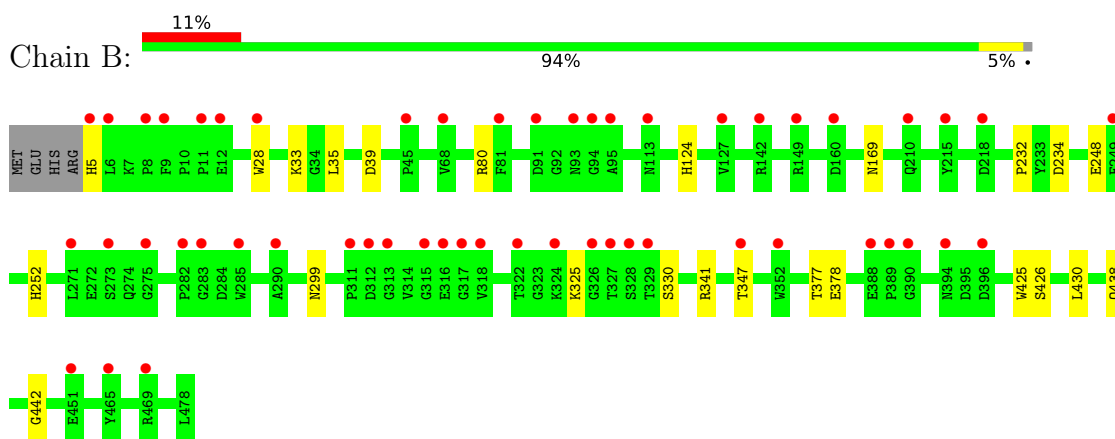 11%
Chain B:
94% 5% •
MET GLU HIS ARG H5 L6 K7 P8 F9 P10 P11 E12 W28 K33 G34 L35 D39 P45 V68 R80 F81 D91 G92 N93 G94 A95 N113 H124 V127 R142 R149 D160 N169 Q210 Y215 D218 P232 Y233 D234 E248
H252 L271 E272 S273 Q274 G275 P282 G283 D284 W285 A290 N299 P311 D312 G313 V314 G315 E316 G317 V318 T322 G323 K324 K325 G326 T327 S328 T329 S330 R341 T347 W352 T377 E378 E388 P389 G390 N394 D395 D396 W425 S426 L430
G442 E451 Y465 R469 L478